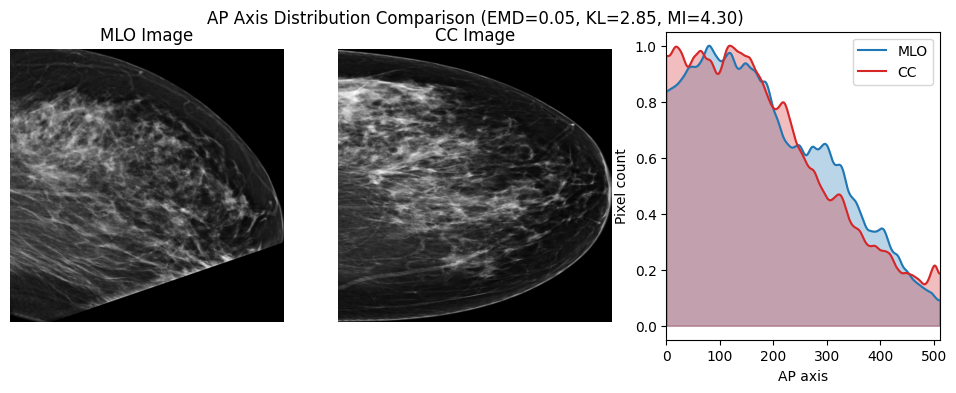 AP Axis Distribution Comparison (EMD=0.05, KL=2.85, MI=4.30)
MLO Image
CC Image
MLO
CC
Pixel count
1.0
0.8
0.6
0.4
0.2
0.0
0 100 200 300 400 500
AP axis